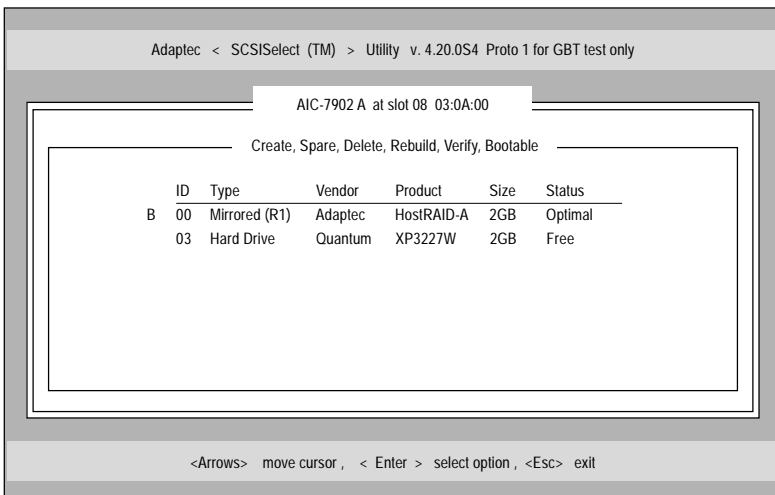 Adaptec < SCSISelect (TM) > Utility v. 4.20.0S4 Proto 1 for GBT test only
AIC-7902 A at slot 08 03:0A:00
Create, Spare, Delete, Rebuild, Verify, Bootable
ID Type Vendor Product Size Status
B 00 Mirrored (R1) Adaptec HostRAID-A 2GB Optimal
03 Hard Drive Quantum XP3227W 2GB Free
<Arrows> move cursor , < Enter > select option , <Esc> exit